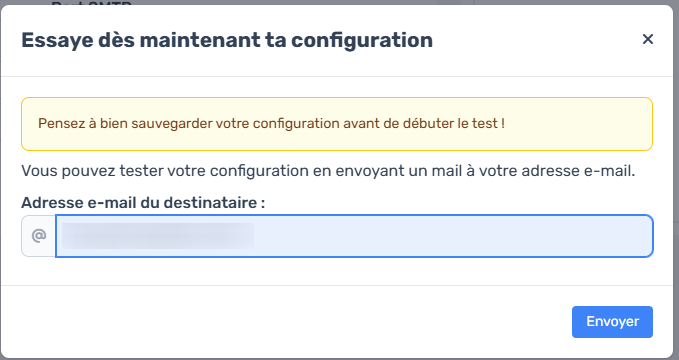 Essaye dès maintenant ta configuration
×
Pensez à bien sauvegarder votre configuration avant de débuter le test !
Vous pouvez tester votre configuration en envoyant un mail à votre adresse e-mail.
Adresse e-mail du destinataire :
@
Envoyer